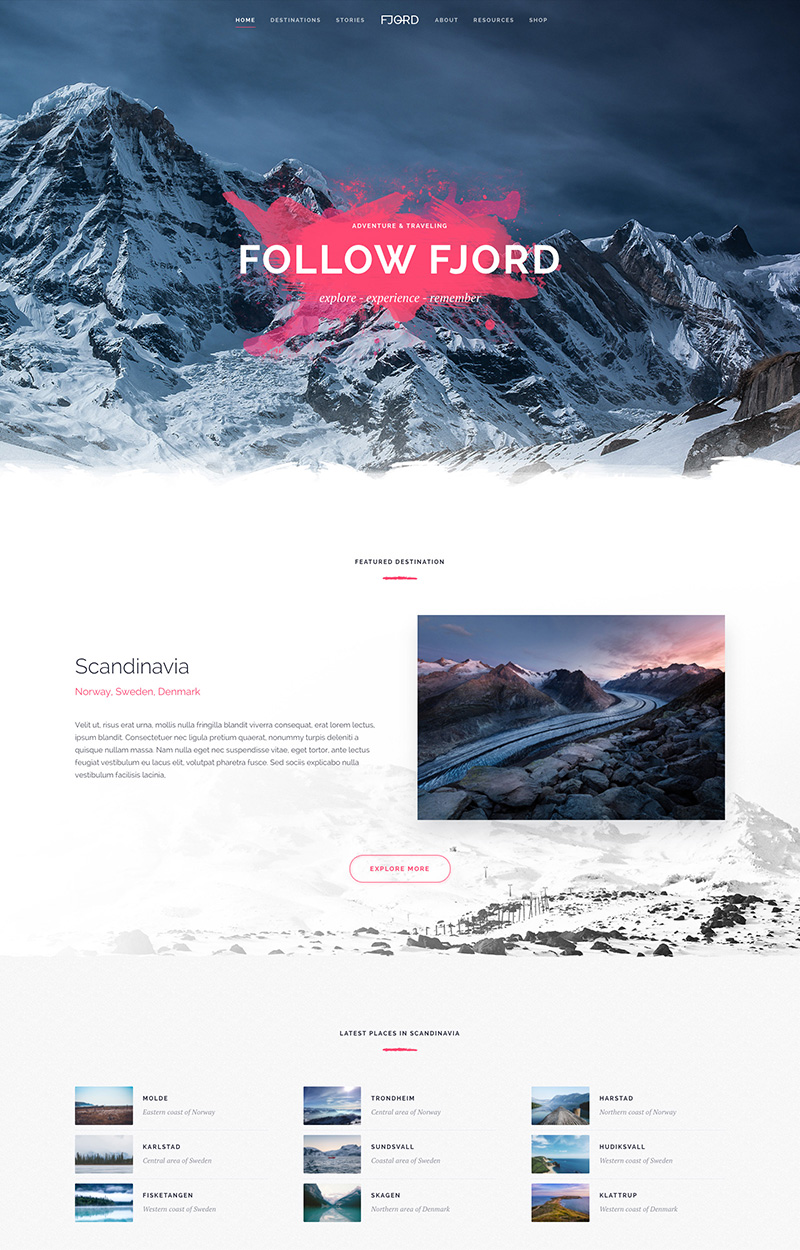 HOME DESTINATIONS STORIES FJORD ABOUT RESOURCES SHOP
ADVENTURE & TRAVELING
FOLLOW FJORD
explore - experience - remember
FEATURED DESTINATION
Scandinavia
Norway, Sweden, Denmark
Velit ut, risus erat urna, mollis nulla fringilla blandit viverra consequat, erat lorem lectus,
ipsum blandit. Consectetuer nec ligula pretium quaerat, nonummy turpis deleniti a
quisque nullam massa. Nam nulla eget nec suspendisse vitae, eget tortor, ante lectus
feugiat vestibulum eu lacus elit, volutpat pharetra fusce. Sed sociis explicabo nulla
vestibulum facilisis lacinia,
EXPLORE MORE
LATEST PLACES IN SCANDINAVIA
MOLDE
Eastern coast of Norway
TRONDHEIM
Central area of Norway
HARSTAD
Northern coast of Norway
KARLSTAD
Central area of Sweden
SUNDSVALL
Coastal area of Sweden
HUDIKSVALL
Western coast of Sweden
FISKETANGEN
Western coast of Sweden
SKAGEN
Northern area of Denmark
KLATTRUP
Western coast of Denmark